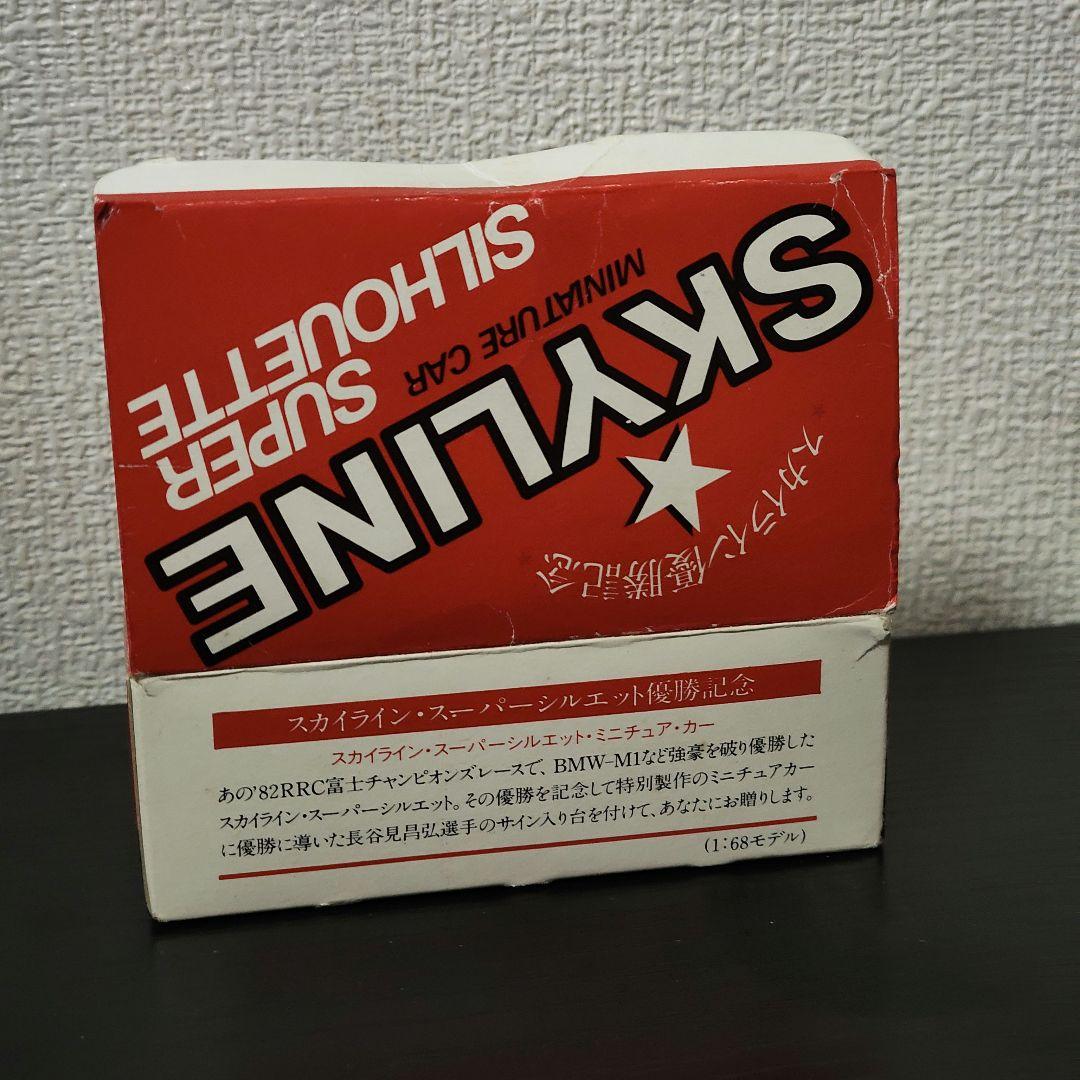 スカイライン優勝記念
SKYLINE
MINIATURE CAR
SUPER
SILHOUETTE
スカイライン・スーパーシルエット優勝記念
スカイライン・スーパーシルエット・ミニチュア・カー
あの'82RRC富士チャンピオンズレースで、BMW-M1など強豪を破り優勝した
スカイライン・スーパーシルエット。その優勝を記念して特別製作のミニチュアカー
に優勝に導いた長谷見昌弘選手のサイン入り台を付けて、あなたにお贈りします。
(1:68モデル)